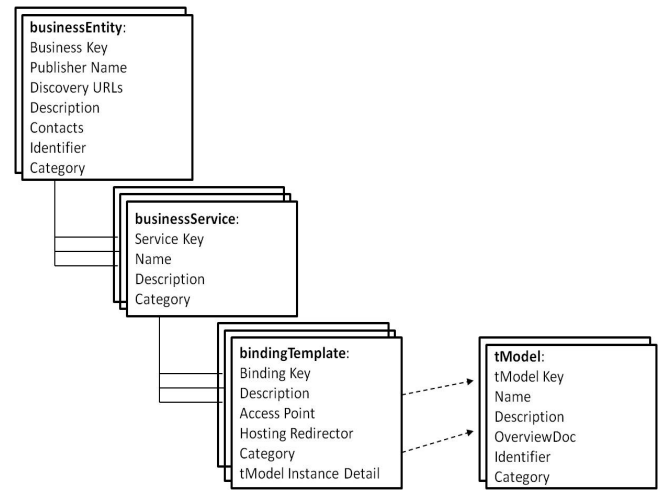 businessEntity:
Business Key
Publisher Name
Discovery URLs
Description
Contacts
Identifier
Category
businessService:
Service Key
Name
Description
Category
bindingTemplate:
Binding Key
Description
Access Point
Hosting Redirector
Category
tModel Instance Detail
tModel:
tModel Key
Name
Description
OverviewDoc
Identifier
Category